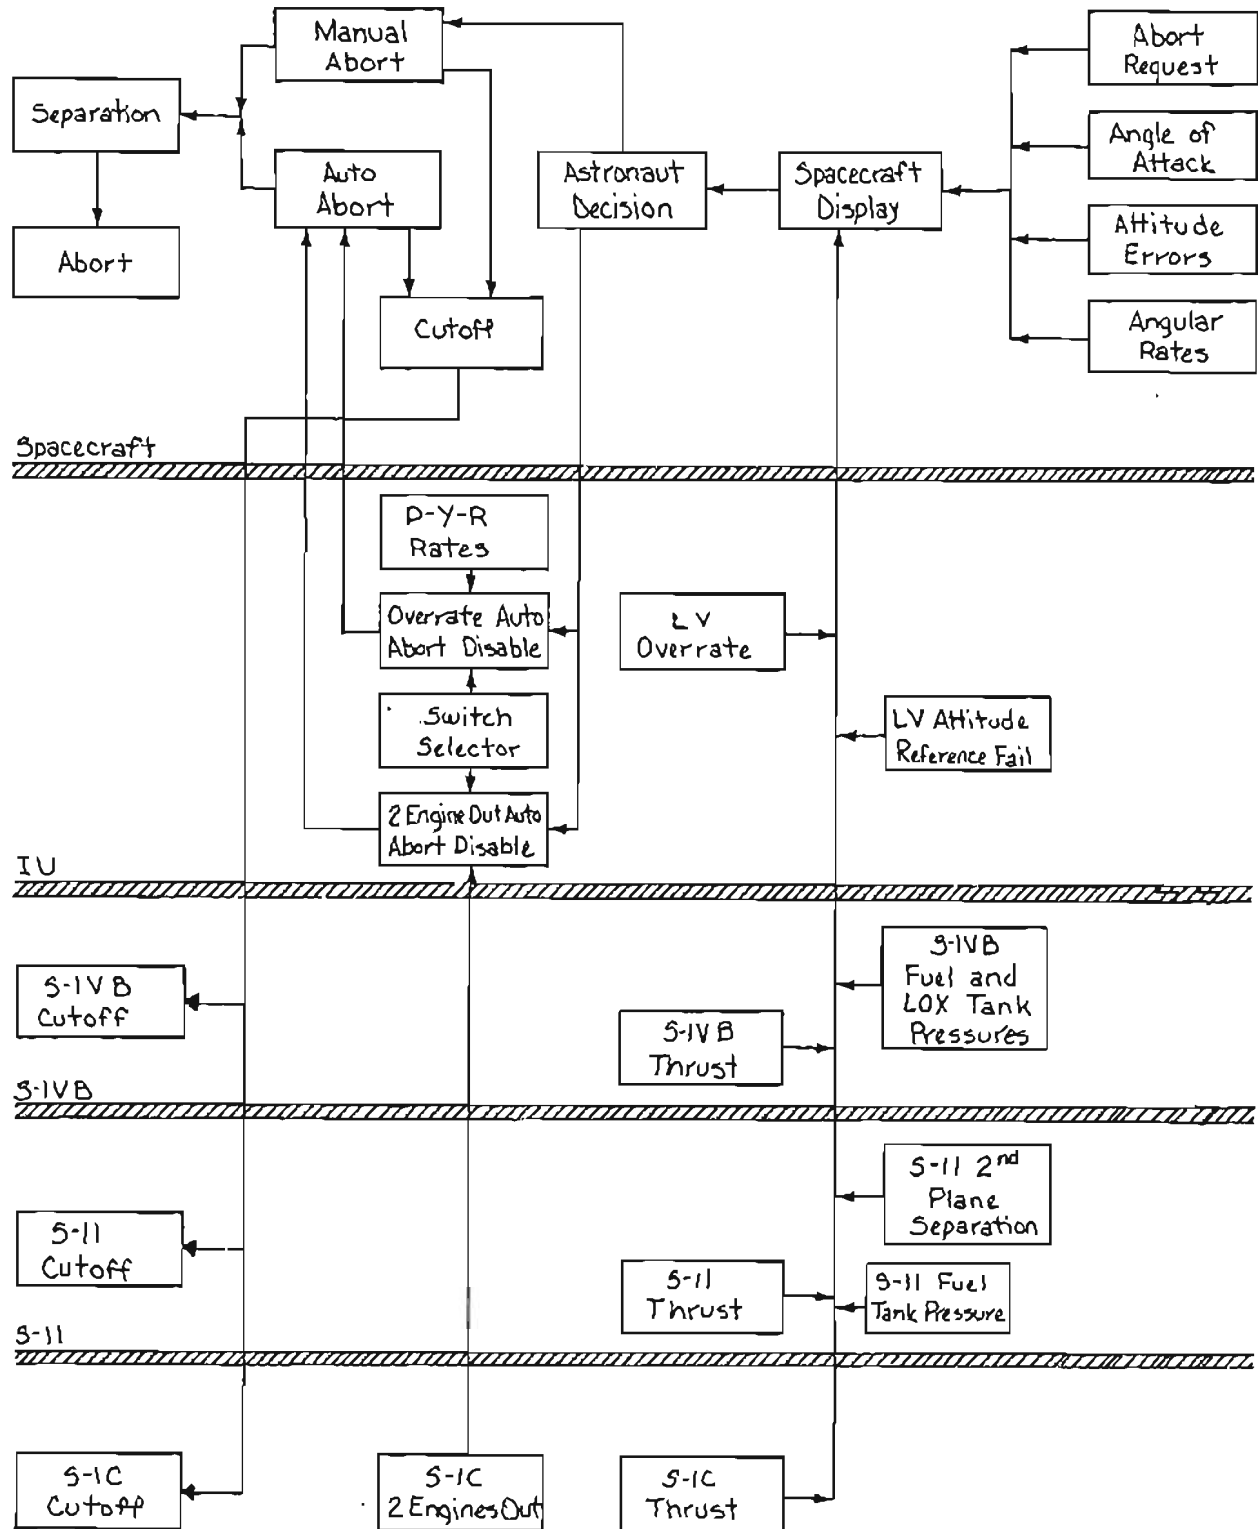 Manual
Abort
Abort
Request
Separation
Angle of
Attack
Auto
Abort
Astronaut
Decision
Spacecraft
Display
Abort
Attitude
Errors
Cutoff
Angular
Rates
Spacecraft
P-Y-R
Rates
Overrate Auto
Abort Disable
LV
Overrate
Switch
Selector
LV Attitude
Reference Fail
2 Engine Out Auto
Abort Disable
IU
S-IVB
Fuel and
LOX Tank
Pressures
S-IVB
Cutoff
S-IVB
Thrust
S-IVB
S-II 2nd
Plane
Separation
S-II
Cutoff
S-II
Thrust
S-II Fuel
Tank Pressure
S-II
S-IC
Cutoff
S-IC
2 Engines Out
S-IC
Thrust